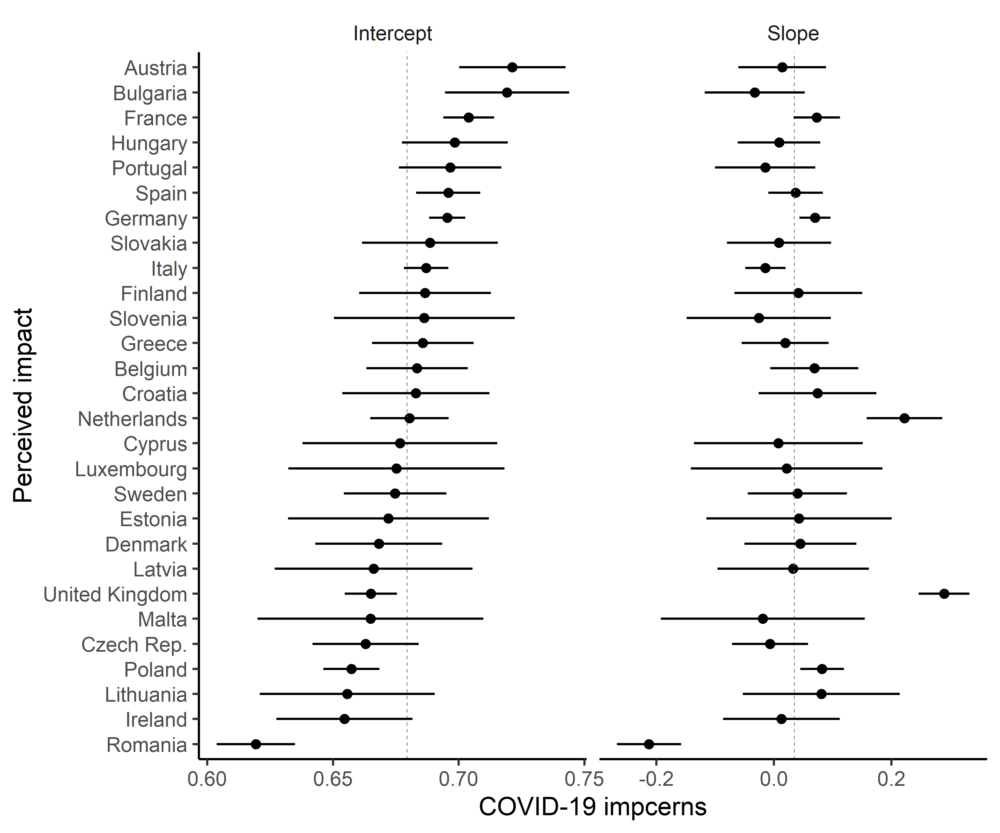 Intercept
Slope
Perceived impact
Austria
Bulgaria
France
Hungary
Portugal
Spain
Germany
Slovakia
Italy
Finland
Slovenia
Greece
Belgium
Croatia
Netherlands
Cyprus
Luxembourg
Sweden
Estonia
Denmark
Latvia
United Kingdom
Malta
Czech Rep.
Poland
Lithuania
Ireland
Romania
0.60 0.65 0.70 0.75 -0.2 0.0 0.2
COVID-19 impcerns